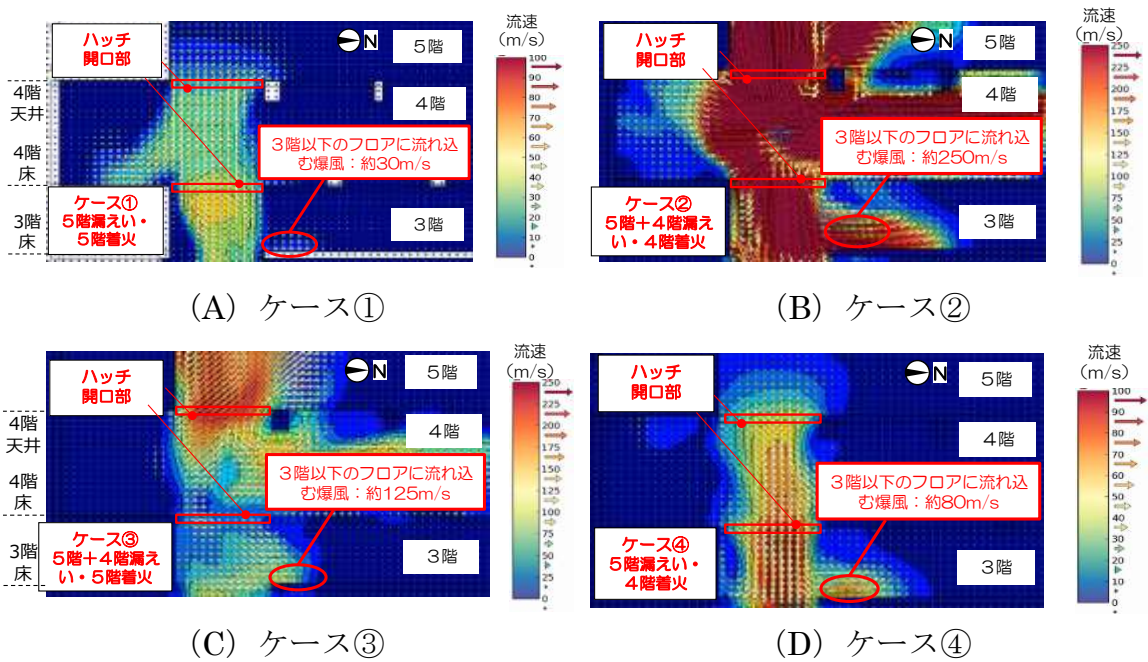 ハッチ
開口部
N
5階
4階
3階
4階
天井
4階
床
3階
床
3階以下のフロアに流れ込
む爆風：約30m/s
ケース①
5階漏えい・
5階着火
流速
(m/s)
100
90
80
70
60
50
40
30
20
10
0
(A) ケース①
ハッチ
開口部
N
5階
4階
3階
3階以下のフロアに流れ込
む爆風：約250m/s
ケース②
5階＋4階漏え
い・4階着火
流速
(m/s)
250
225
200
175
150
125
100
75
50
25
0
(B) ケース②
ハッチ
開口部
N
5階
4階
3階
4階
天井
4階
床
3階
床
3階以下のフロアに流れ込
む爆風：約125m/s
ケース③
5階＋4階漏え
い・5階着火
流速
(m/s)
250
225
200
175
150
125
100
75
50
25
0
(C) ケース③
ハッチ
開口部
N
5階
4階
3階
3階以下のフロアに流れ込
む爆風：約80m/s
ケース④
5階漏えい・
4階着火
流速
(m/s)
100
90
80
70
60
50
40
30
20
10
0
(D) ケース④